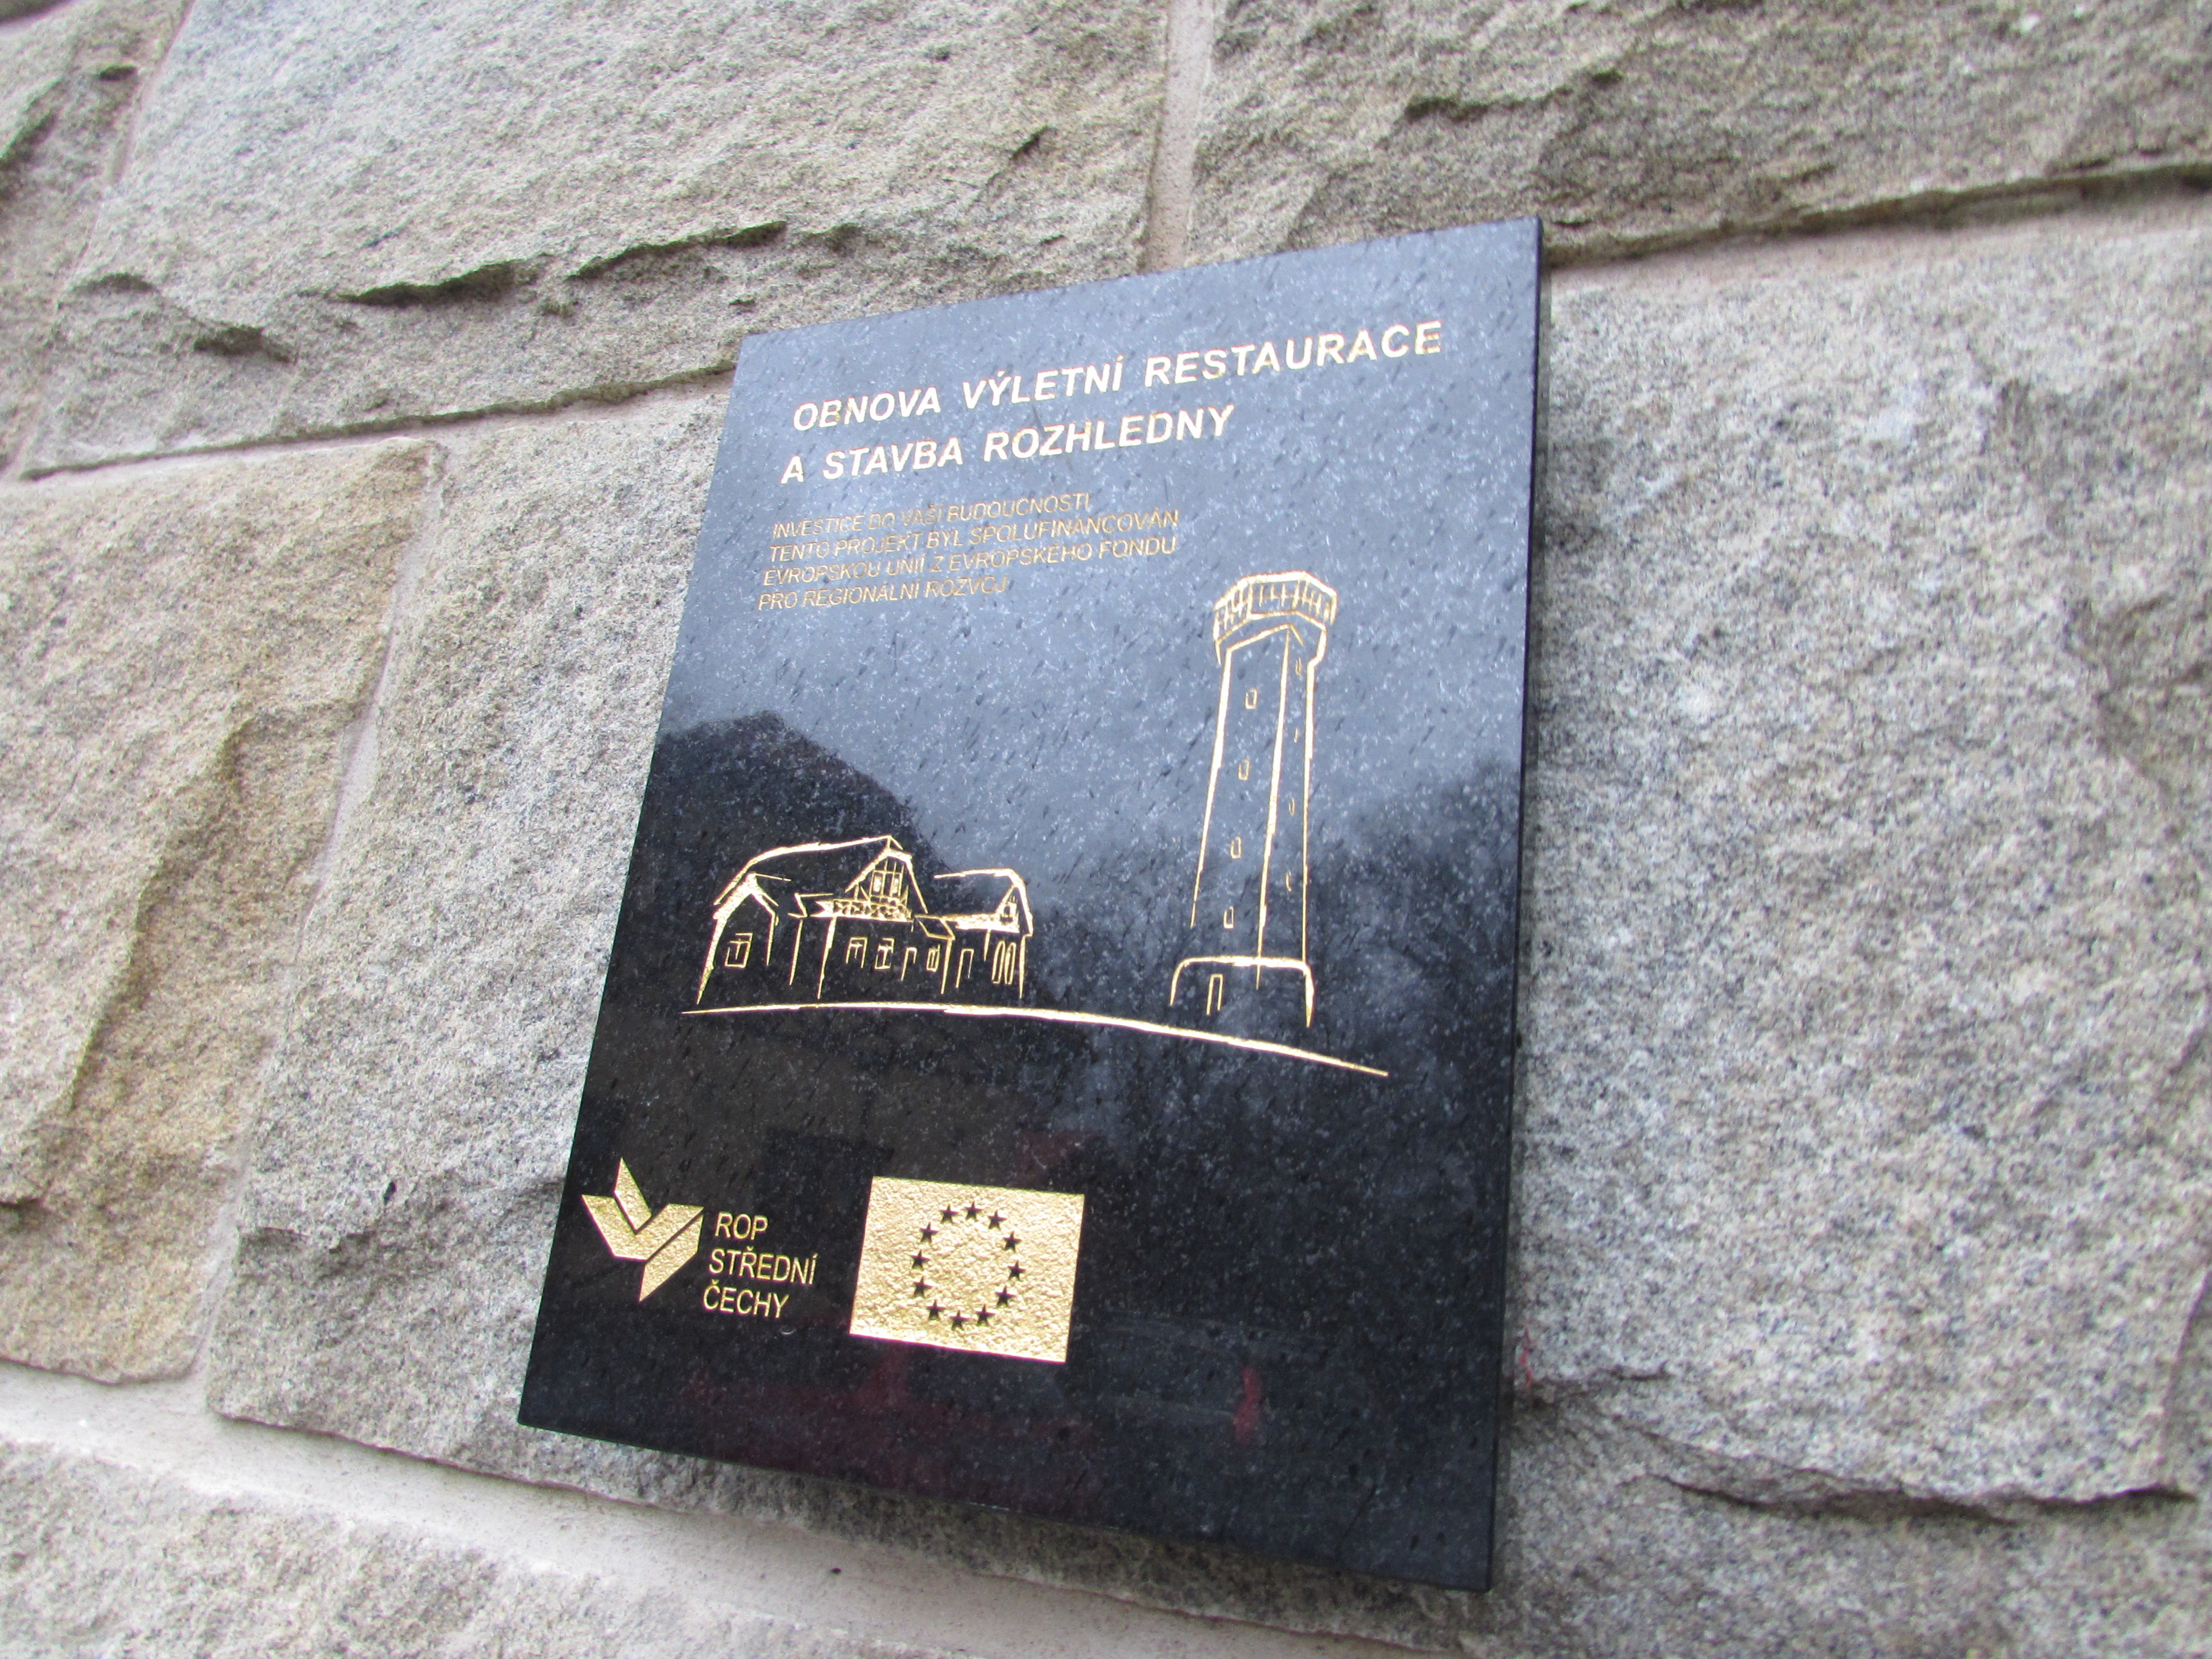 OBNOVA VÝLETNÍ RESTAURACE
A STAVBA ROZHLEDNY
INVESTICE DO VAŠÍ BUDOUCNOSTI
TENTO PROJEKT BYL SPOLUFINANCOVÁN
EVROPSKOU UNIÍ Z EVROPSKÉHO FONDU
PRO REGIONÁLNÍ ROZVOJ
ROP
STŘEDNÍ
ČECHY